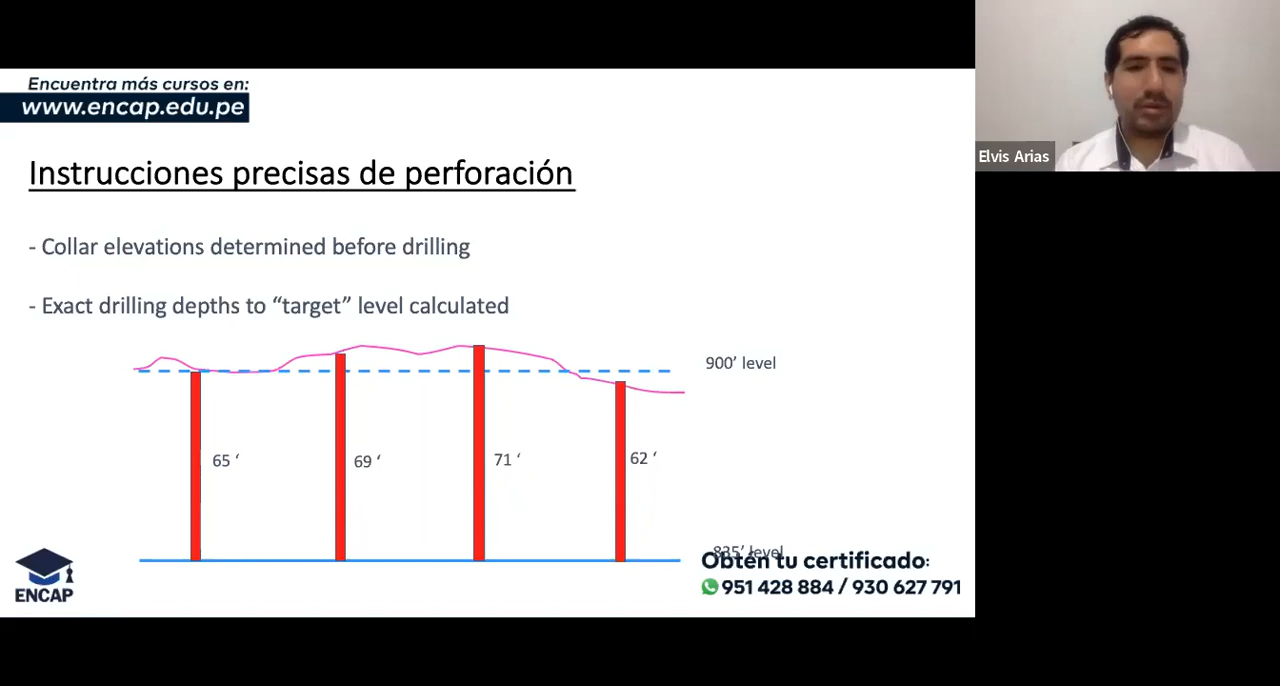 Encuentra más cursos en:
www.encap.edu.pe
Elvis Arias
Instrucciones precisas de perforación
- Collar elevations determined before drilling
- Exact drilling depths to “target” level calculated
900’ level
65 ‘
69 ‘
71 ‘
62 ‘
835’ level
Obtén tu certificado:
951 428 884 / 930 627 791
ENCAP